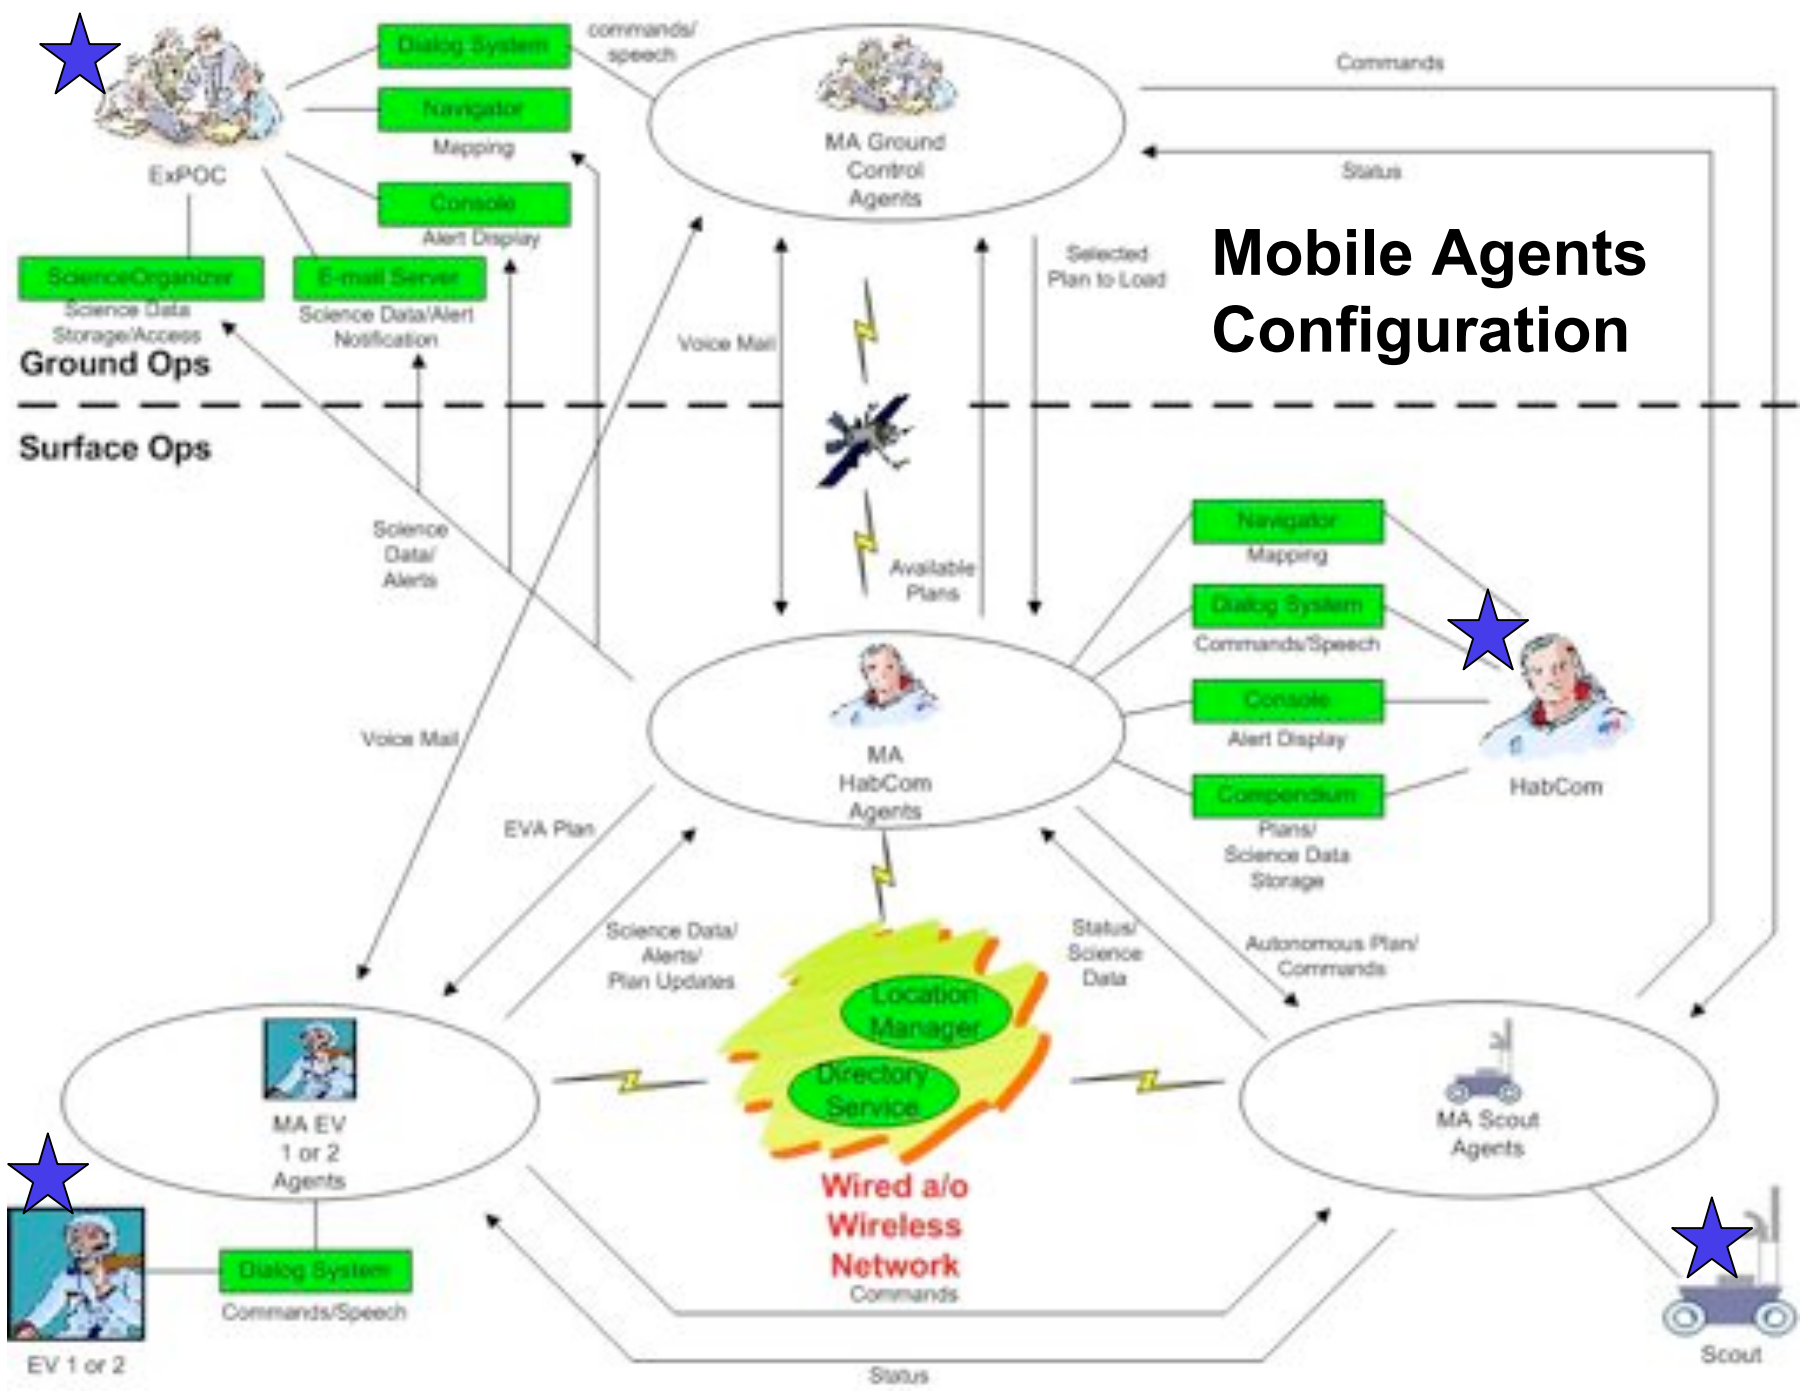 commands/
speech
Dialog System
Navigator
Mapping
ExPOC
Console
Alert Display
ScienceOrganizer
Science Data
Storage/Access
E-mail Server
Science Data/Alert
Notification
MA Ground
Control
Agents
Commands
Status
Selected
Plan to Load
Mobile Agents
Configuration
Voice Mail
Ground Ops
Surface Ops
Science
Data/
Alerts
Available
Plans
Navigator
Mapping
Dialog System
Commands/Speech
Console
Alert Display
Compendium
Plans/
Science Data
Storage
HabCom
MA
HabCom
Agents
Voice Mail
EVA Plan
Science Data/
Alerts/
Plan Updates
Status/
Science
Data
Autonomous Plan/
Commands
Location
Manager
Directory
Service
Wired a/o
Wireless
Network
MA EV
1 or 2
Agents
MA Scout
Agents
Dialog System
Commands/Speech
EV 1 or 2
Commands
Status
Scout